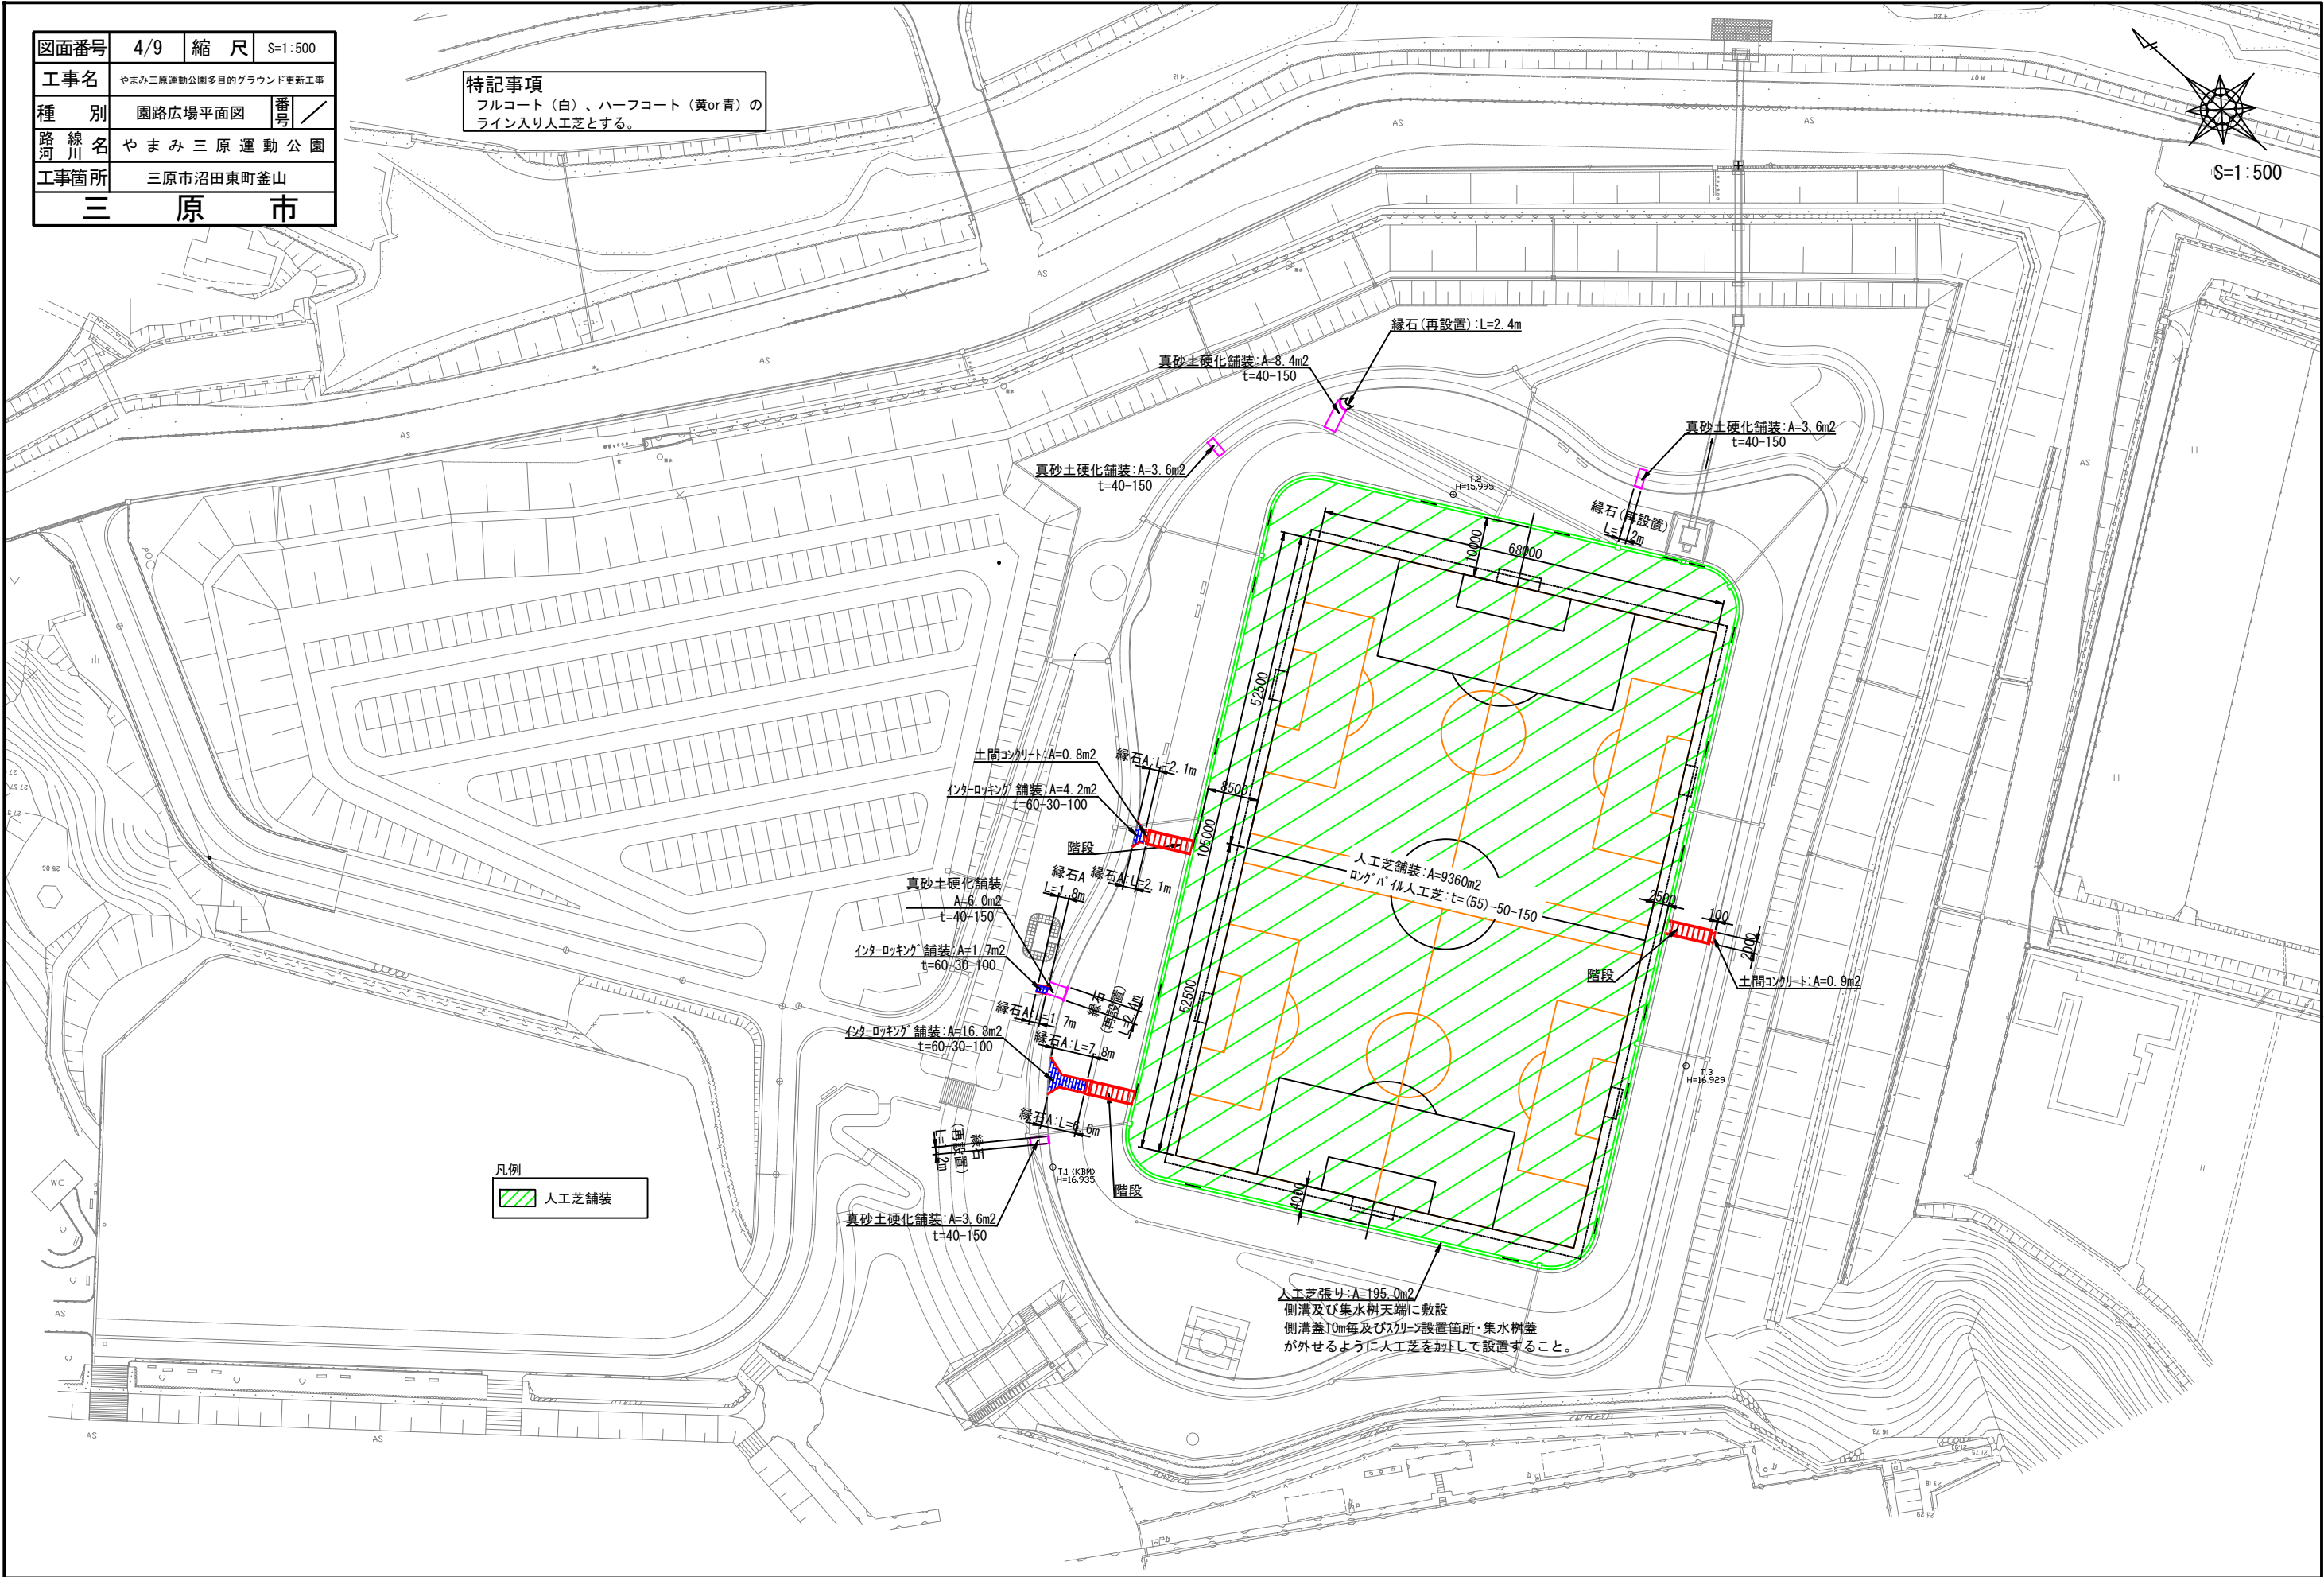 図面番号 4/9 縮尺 S=1:500
工事名 やまみ三原運動公園多目的グラウンド更新工事
種別 園路広場平面図 番号 ／
路線河川名 やまみ三原運動公園
工事箇所 三原市沼田東町釜山
三原市
特記事項
フルコート（白）、ハーフコート（黄or青）の
ライン入り人工芝とする。
S=1:500
縁石(再設置):L=2.4m
真砂土硬化舗装:A=8.4m2
t=40-150
真砂土硬化舗装:A=3.6m2
t=40-150
真砂土硬化舗装:A=3.6m2
t=40-150
T.2
H=15.995
縁石(再設置)
10000
68000
52500
土間コンクリート:A=0.8m2
縁石A:L=2.1m
インターロッキング舗装:A=4.2m2
t=60-30-100
8500
105000
階段
縁石A:L=2.1m
人工芝舗装:A=9360m2
ロングパイル人工芝:t=(55)-50-150
真砂土硬化舗装
A=6.0m2
t=40-150
縁石A
L=1.8m
インターロッキング舗装:A=1.7m2
t=60-30-100
2500
100
2000
階段
土間コンクリート:A=0.9m2
縁石A:L=1.7m
縁石
(再設置)
L=2.4m
52500
インターロッキング舗装:A=16.8m2
t=60-30-100
縁石A:L=7.8m
T.3
H=16.929
縁石A:L=6.6m
縁石
(再設置)
T.1 (KBM)
H=16.935
階段
真砂土硬化舗装:A=3.6m2
t=40-150
4000
凡例
人工芝舗装
人工芝張り:A=195.0m2
側溝及び集水桝天端に敷設
側溝蓋10m毎及びスクリーン設置箇所･集水桝蓋
が外せるように人工芝をカットして設置すること。
WC